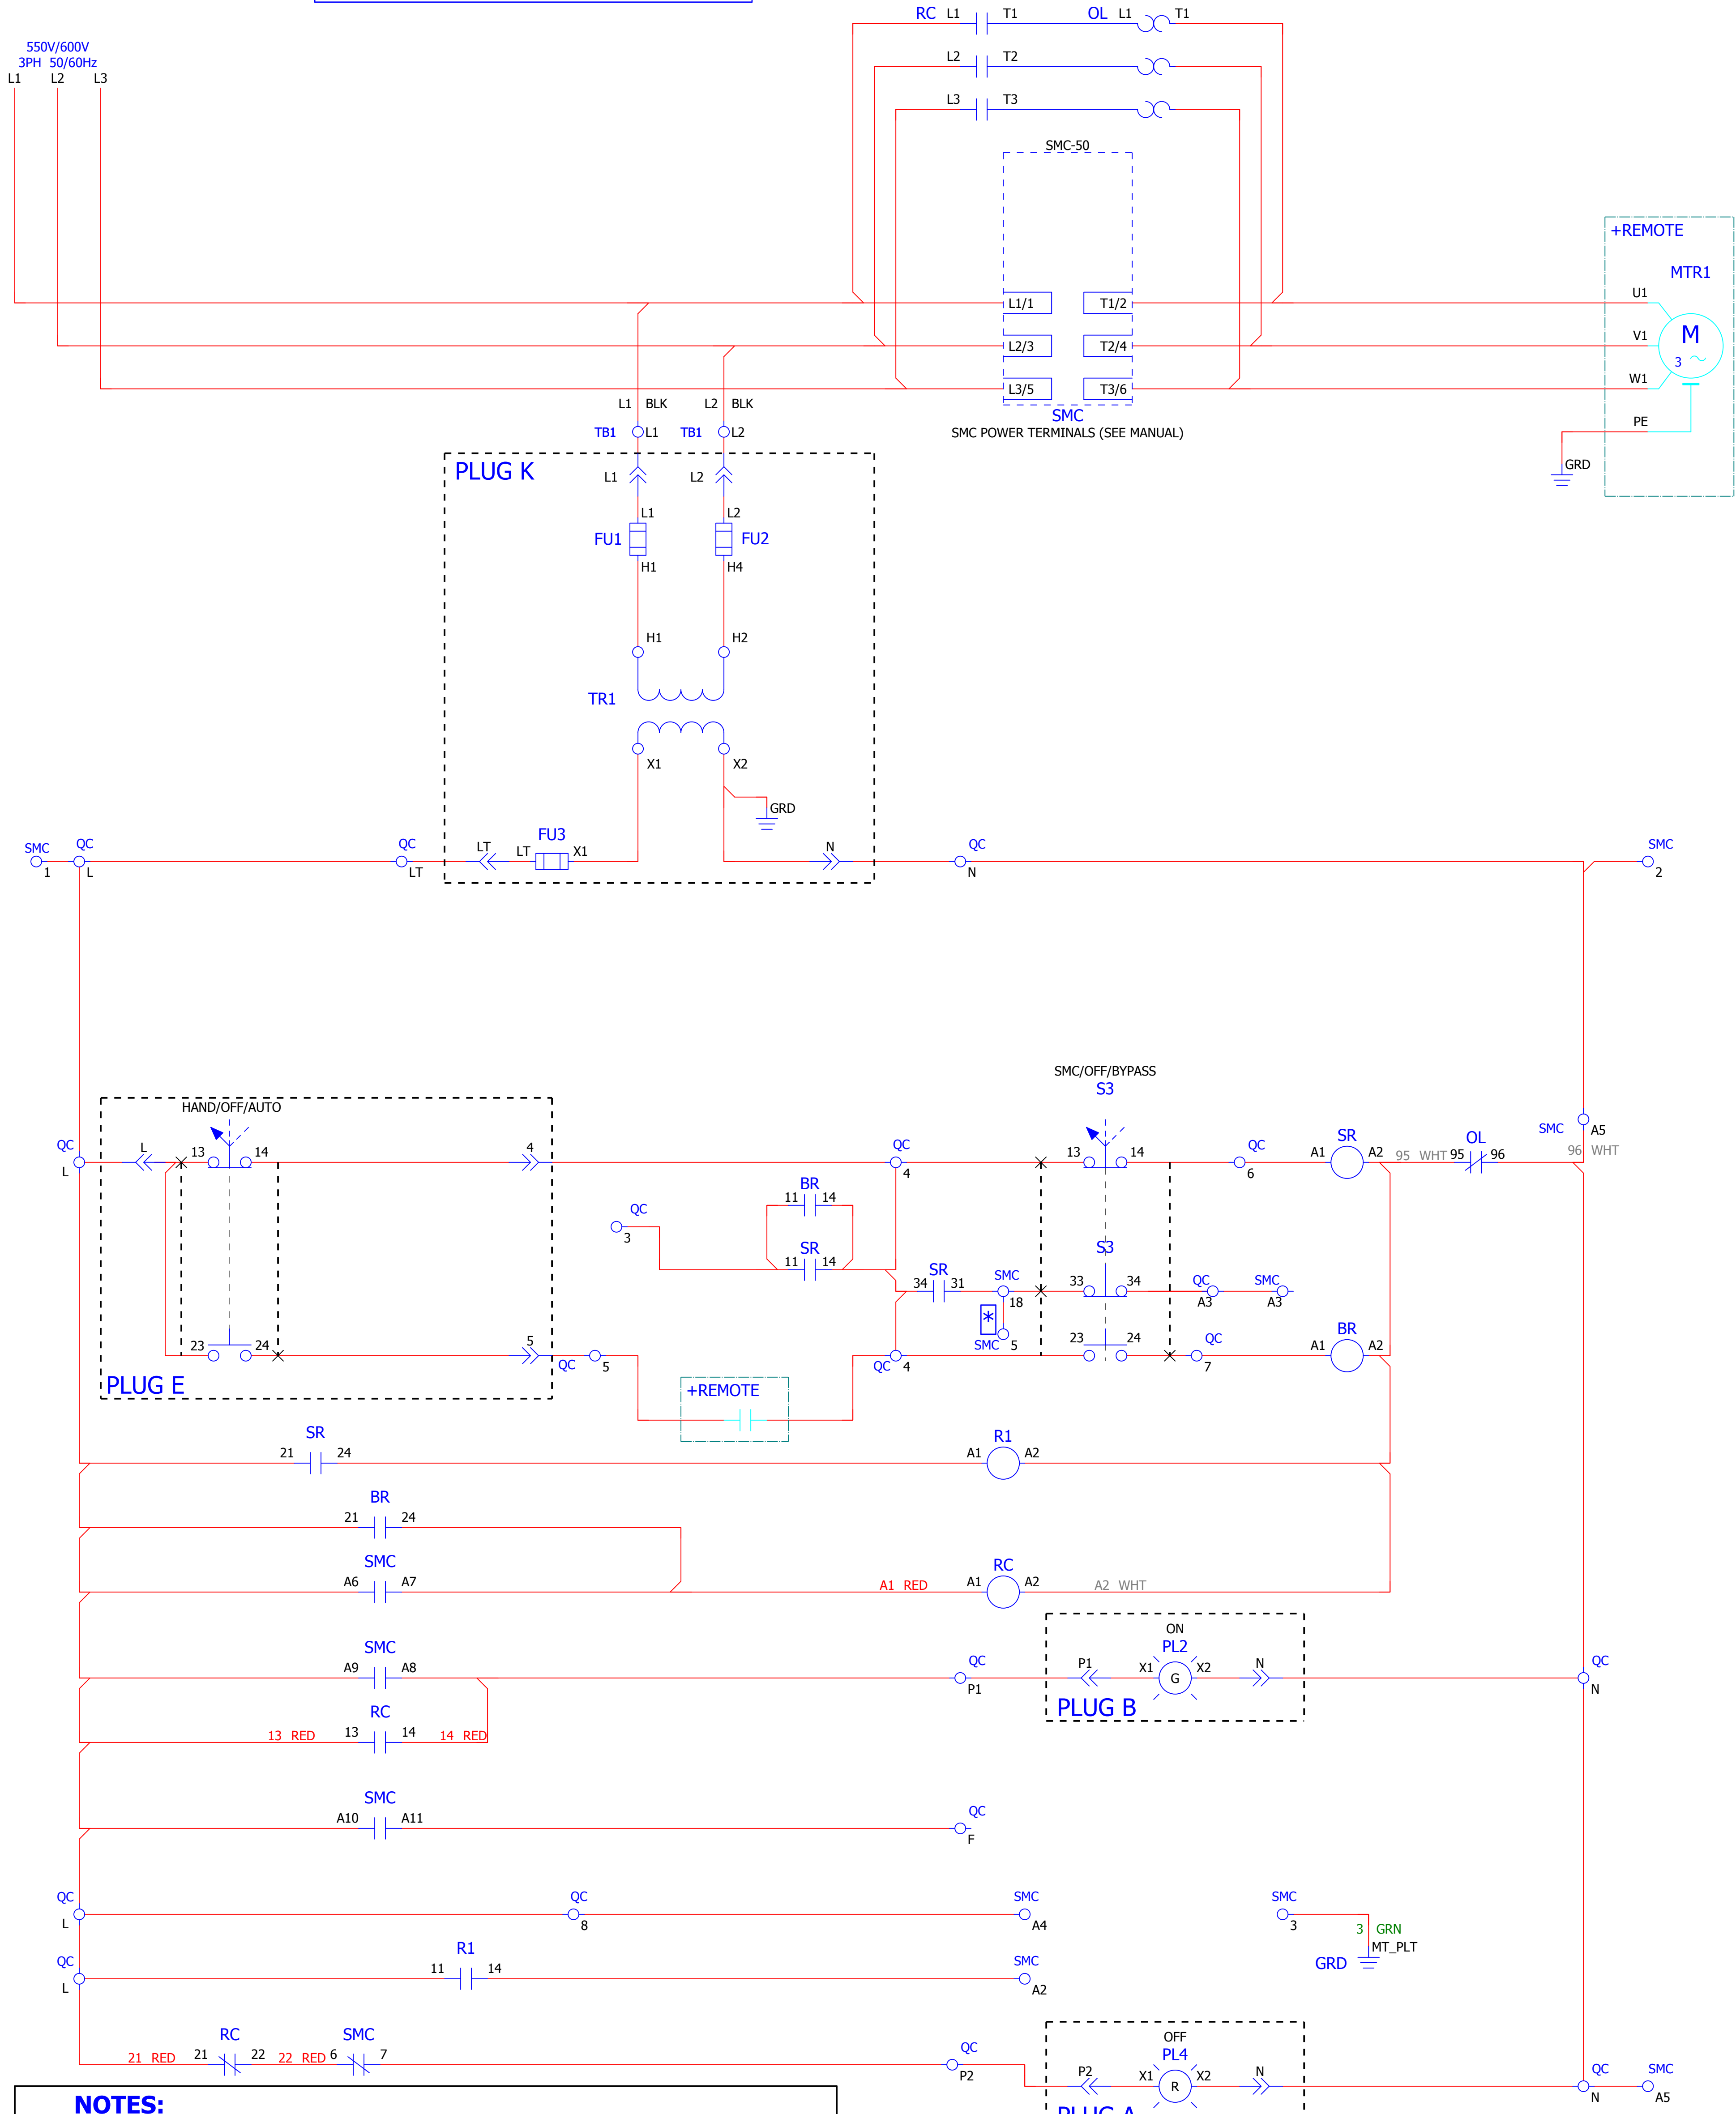 RC L1 T1 OL L1 T1
550V/600V
3PH 50/60Hz
L1 L2 L3
L2 T2
L3 T3
SMC-50
+REMOTE
MTR1
L1/1 T1/2 U1
L2/3 T2/4 V1
M
3
L3/5 T3/6 W1
L1 BLK L2 BLK
SMC
PE
TB1 L1 TB1 L2
SMC POWER TERMINALS (SEE MANUAL)
PLUG K
L1 L2
GRD
L1 L2
FU1 FU2
H1 H4
H1 H2
TR1
X1 X2
GRD
FU3
SMC QC QC LT LT X1 N QC SMC
1 L LT N 2
SMC/OFF/BYPASS
S3
HAND/OFF/AUTO
SMC A5
QC L 13 14 4 QC 13 14 QC SR OL
A1 A2 95 WHT 95 96 96 WHT
L 4 6
BR
11 14
QC
3
SR
11 14
S3
SR SMC
34 31 33 34 QC SMC
18 A3 A3
*
SMC 5
23 24 5 23 24 QC BR
A1 A2
QC 5 QC 4 7
PLUG E
+REMOTE
SR R1
21 24 A1 A2
BR
21 24
SMC RC
A6 A7 A1 RED A1 A2 A2 WHT
ON
SMC PL2
A9 A8 QC P1 X1 X2 N QC
G
P1 N
PLUG B
RC
13 RED 13 14 14 RED
SMC
A10 A11 QC
F
QC QC SMC SMC
L 8 A4 3
3 GRN
MT_PLT
GRD
QC R1 SMC
11 14
L A2
OFF
RC SMC PL4
21 RED 21 22 22 RED 6 7 QC
P2 P2 X1 X2 N QC SMC
R
N A5
NOTES:
PLUG A